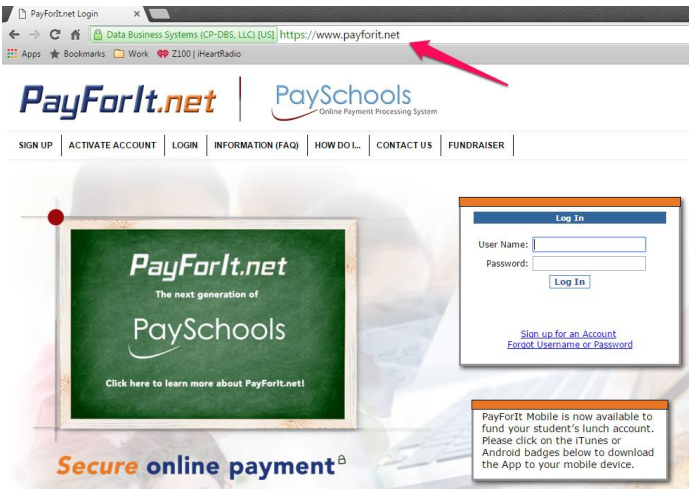 PayForIt.net Login
Data Business Systems (CP-DBS, LLC) [US] https://www.payforit.net
Apps Bookmarks Work Z100 | iHeartRadio
PayForIt.net
PaySchools
Online Payment Processing System
SIGN UP ACTIVATE ACCOUNT LOGIN INFORMATION (FAQ) HOW DO I... CONTACT US FUNDRAISER
PayForIt.net
The next generation of
PaySchools
Click here to learn more about PayForIt.net!
Secure online payment
Log In
User Name:
Password:
Log In
Sign up for an Account
Forgot Username or Password
PayForIt Mobile is now available to
fund your student's lunch account.
Please click on the iTunes or
Android badges below to download
the App to your mobile device.